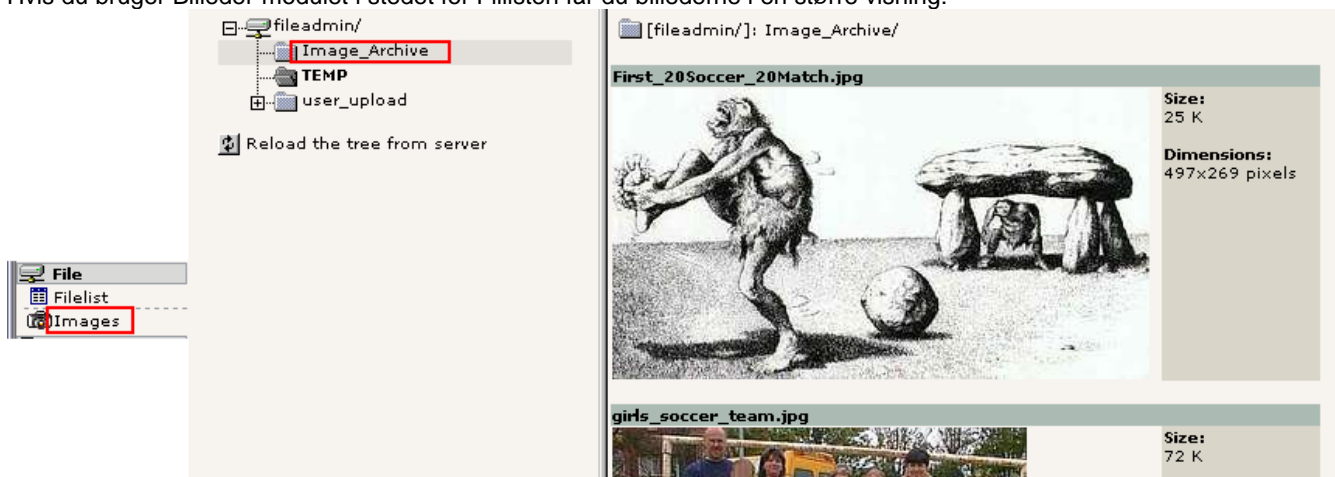 Hvis du bruger Billeder modulet i stedet for Fillisten får du billederne i en større visning.
fileadmin/
Image_Archive
TEMP
user_upload
Reload the tree from server
File
Filelist
Images
[fileadmin/]: Image_Archive/
First_20Soccer_20Match.jpg
Size:
25 K
Dimensions:
497x269 pixels
girls_soccer_team.jpg
Size:
72 K